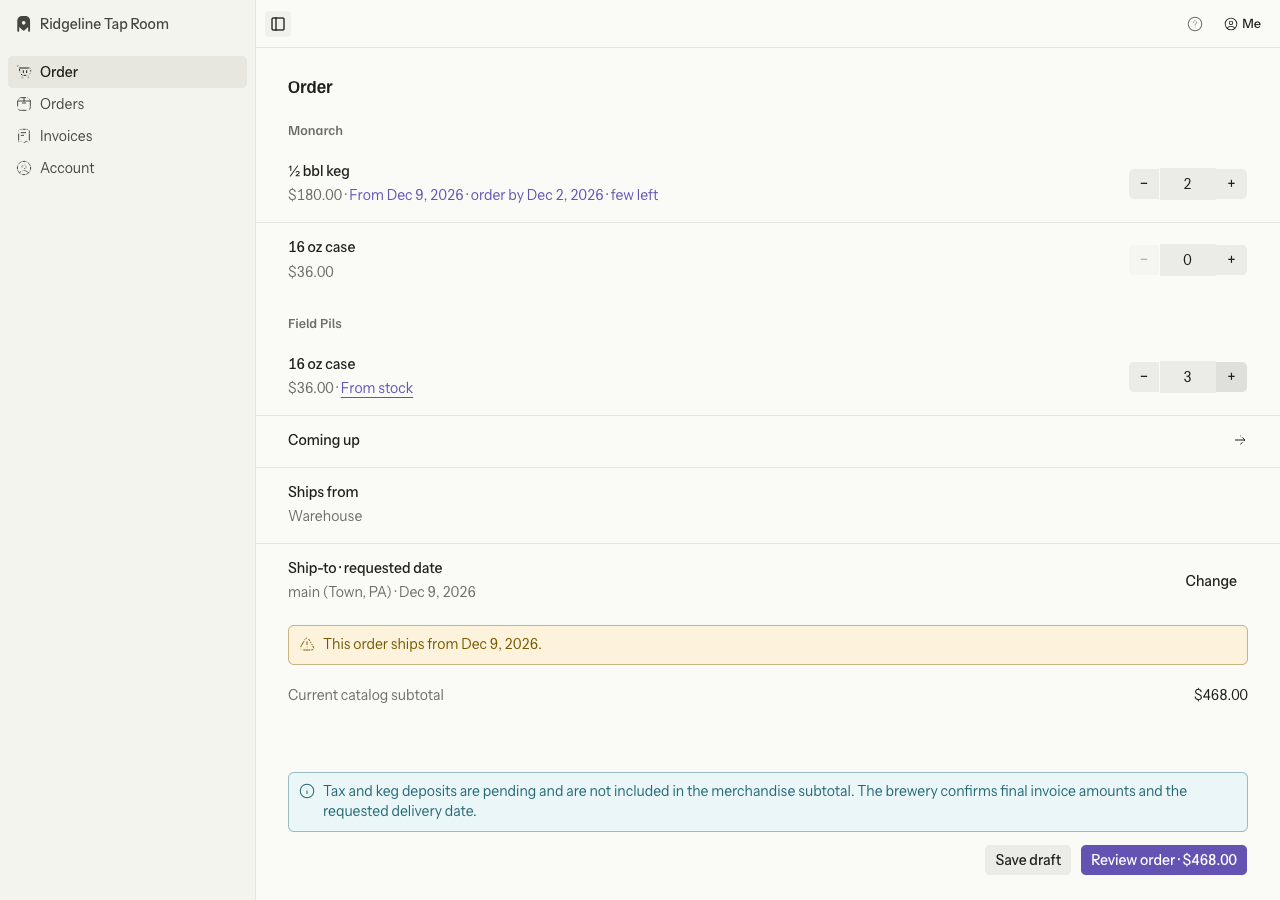 Ridgeline Tap Room
Me
Order
Orders
Invoices
Account
Order
Monarch
½ bbl keg
$180.00 · From Dec 9, 2026 · order by Dec 2, 2026 · few left
− 2 +
16 oz case
$36.00
− 0 +
Field Pils
16 oz case
$36.00 · From stock
− 3 +
Coming up
Ships from
Warehouse
Ship-to · requested date
main (Town, PA) · Dec 9, 2026
Change
This order ships from Dec 9, 2026.
Current catalog subtotal
$468.00
Tax and keg deposits are pending and are not included in the merchandise subtotal. The brewery confirms final invoice amounts and the
requested delivery date.
Save draft
Review order · $468.00